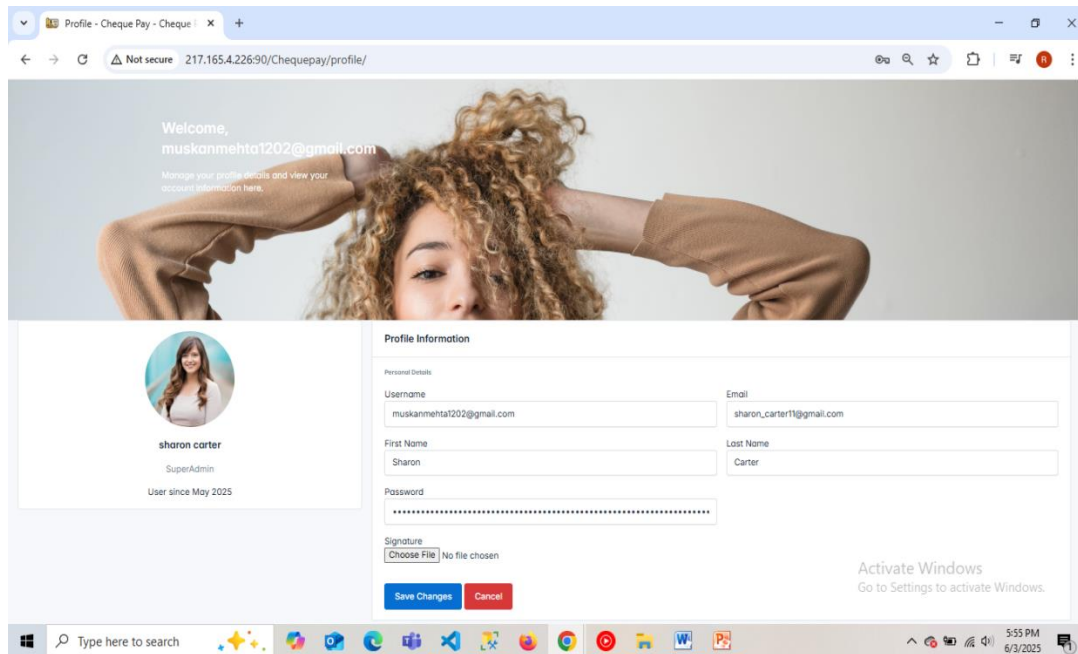 Profile - Cheque Pay - Cheque
Not secure 217.165.4.226:90/Chequepay/profile/
R
Welcome,
muskanmehta1202@gmail.com
Manage your profile details and view your
account information here.
sharon carter
SuperAdmin
User since May 2025
Profile Information
Personal Details
Username
Email
muskanmehta1202@gmail.com
sharon_carter11@gmail.com
First Name
Last Name
Sharon
Carter
Password
Signature
Choose File No file chosen
Save Changes
Cancel
Activate Windows
Go to Settings to activate Windows.
Type here to search
5:55 PM
6/3/2025